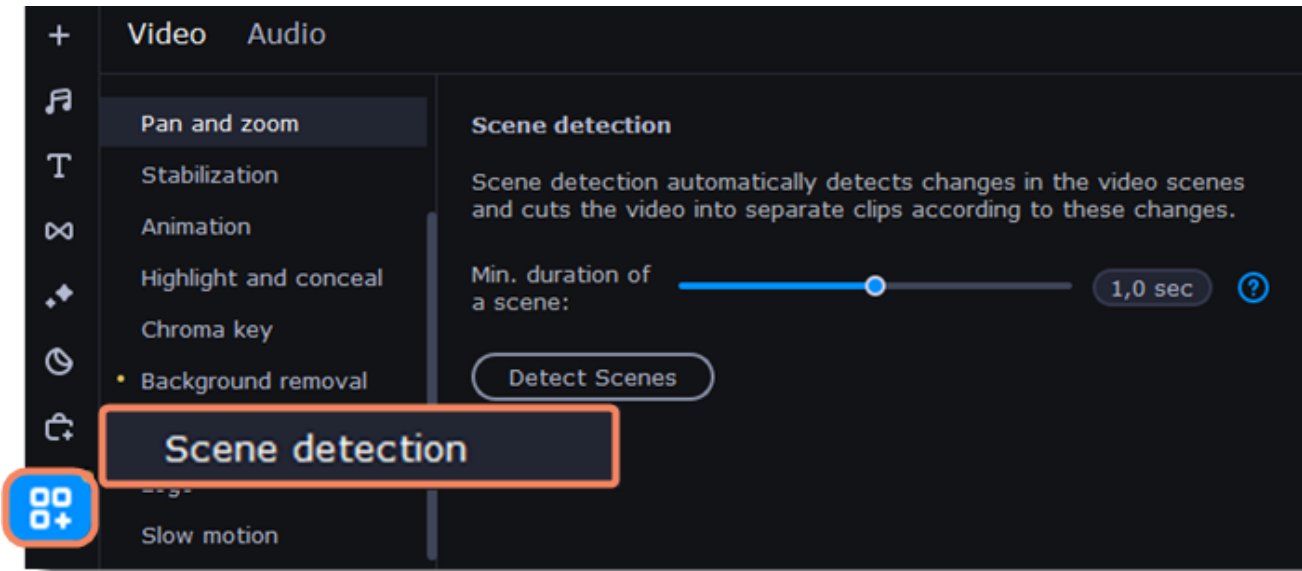 Video Audio
Pan and zoom
Stabilization
Animation
Highlight and conceal
Chroma key
Background removal
Scene detection
Slow motion
Scene detection
Scene detection automatically detects changes in the video scenes
and cuts the video into separate clips according to these changes.
Min. duration of
a scene:
1,0 sec
Detect Scenes